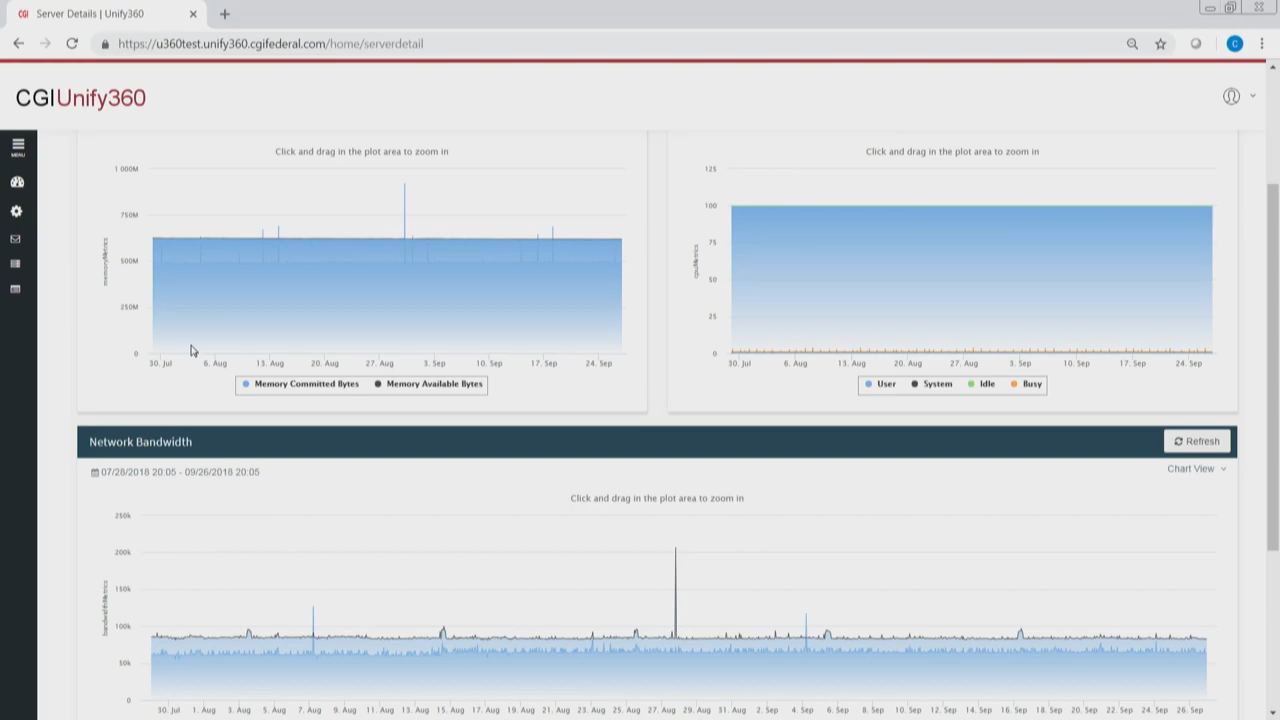 CGI Server Details | Unify360
https://u360test.unify360.cgifederal.com/home/serverdetail
C
CGI Unify360
MENU
Click and drag in the plot area to zoom in
1 000M
750M
500M
250M
0
memoryMetrics
30. Jul 6. Aug 13. Aug 20. Aug 27. Aug 3. Sep 10. Sep 17. Sep 24. Sep
Memory Committed Bytes Memory Available Bytes
Click and drag in the plot area to zoom in
125
100
75
50
25
0
cpuMetrics
30. Jul 6. Aug 13. Aug 20. Aug 27. Aug 3. Sep 10. Sep 17. Sep 24. Sep
User System Idle Busy
Network Bandwidth
Refresh
07/28/2018 20:05 - 09/26/2018 20:05
Chart View
Click and drag in the plot area to zoom in
250k
200k
150k
100k
50k
0
bandwidthMetrics
30. Jul 1. Aug 3. Aug 5. Aug 7. Aug 9. Aug 11. Aug 13. Aug 15. Aug 17. Aug 19. Aug 21. Aug 23. Aug 25. Aug 27. Aug 29. Aug 31. Aug 2. Sep 4. Sep 6. Sep 8. Sep 10. Sep 12. Sep 14. Sep 16. Sep 18. Sep 20. Sep 22. Sep 24. Sep 26. Sep